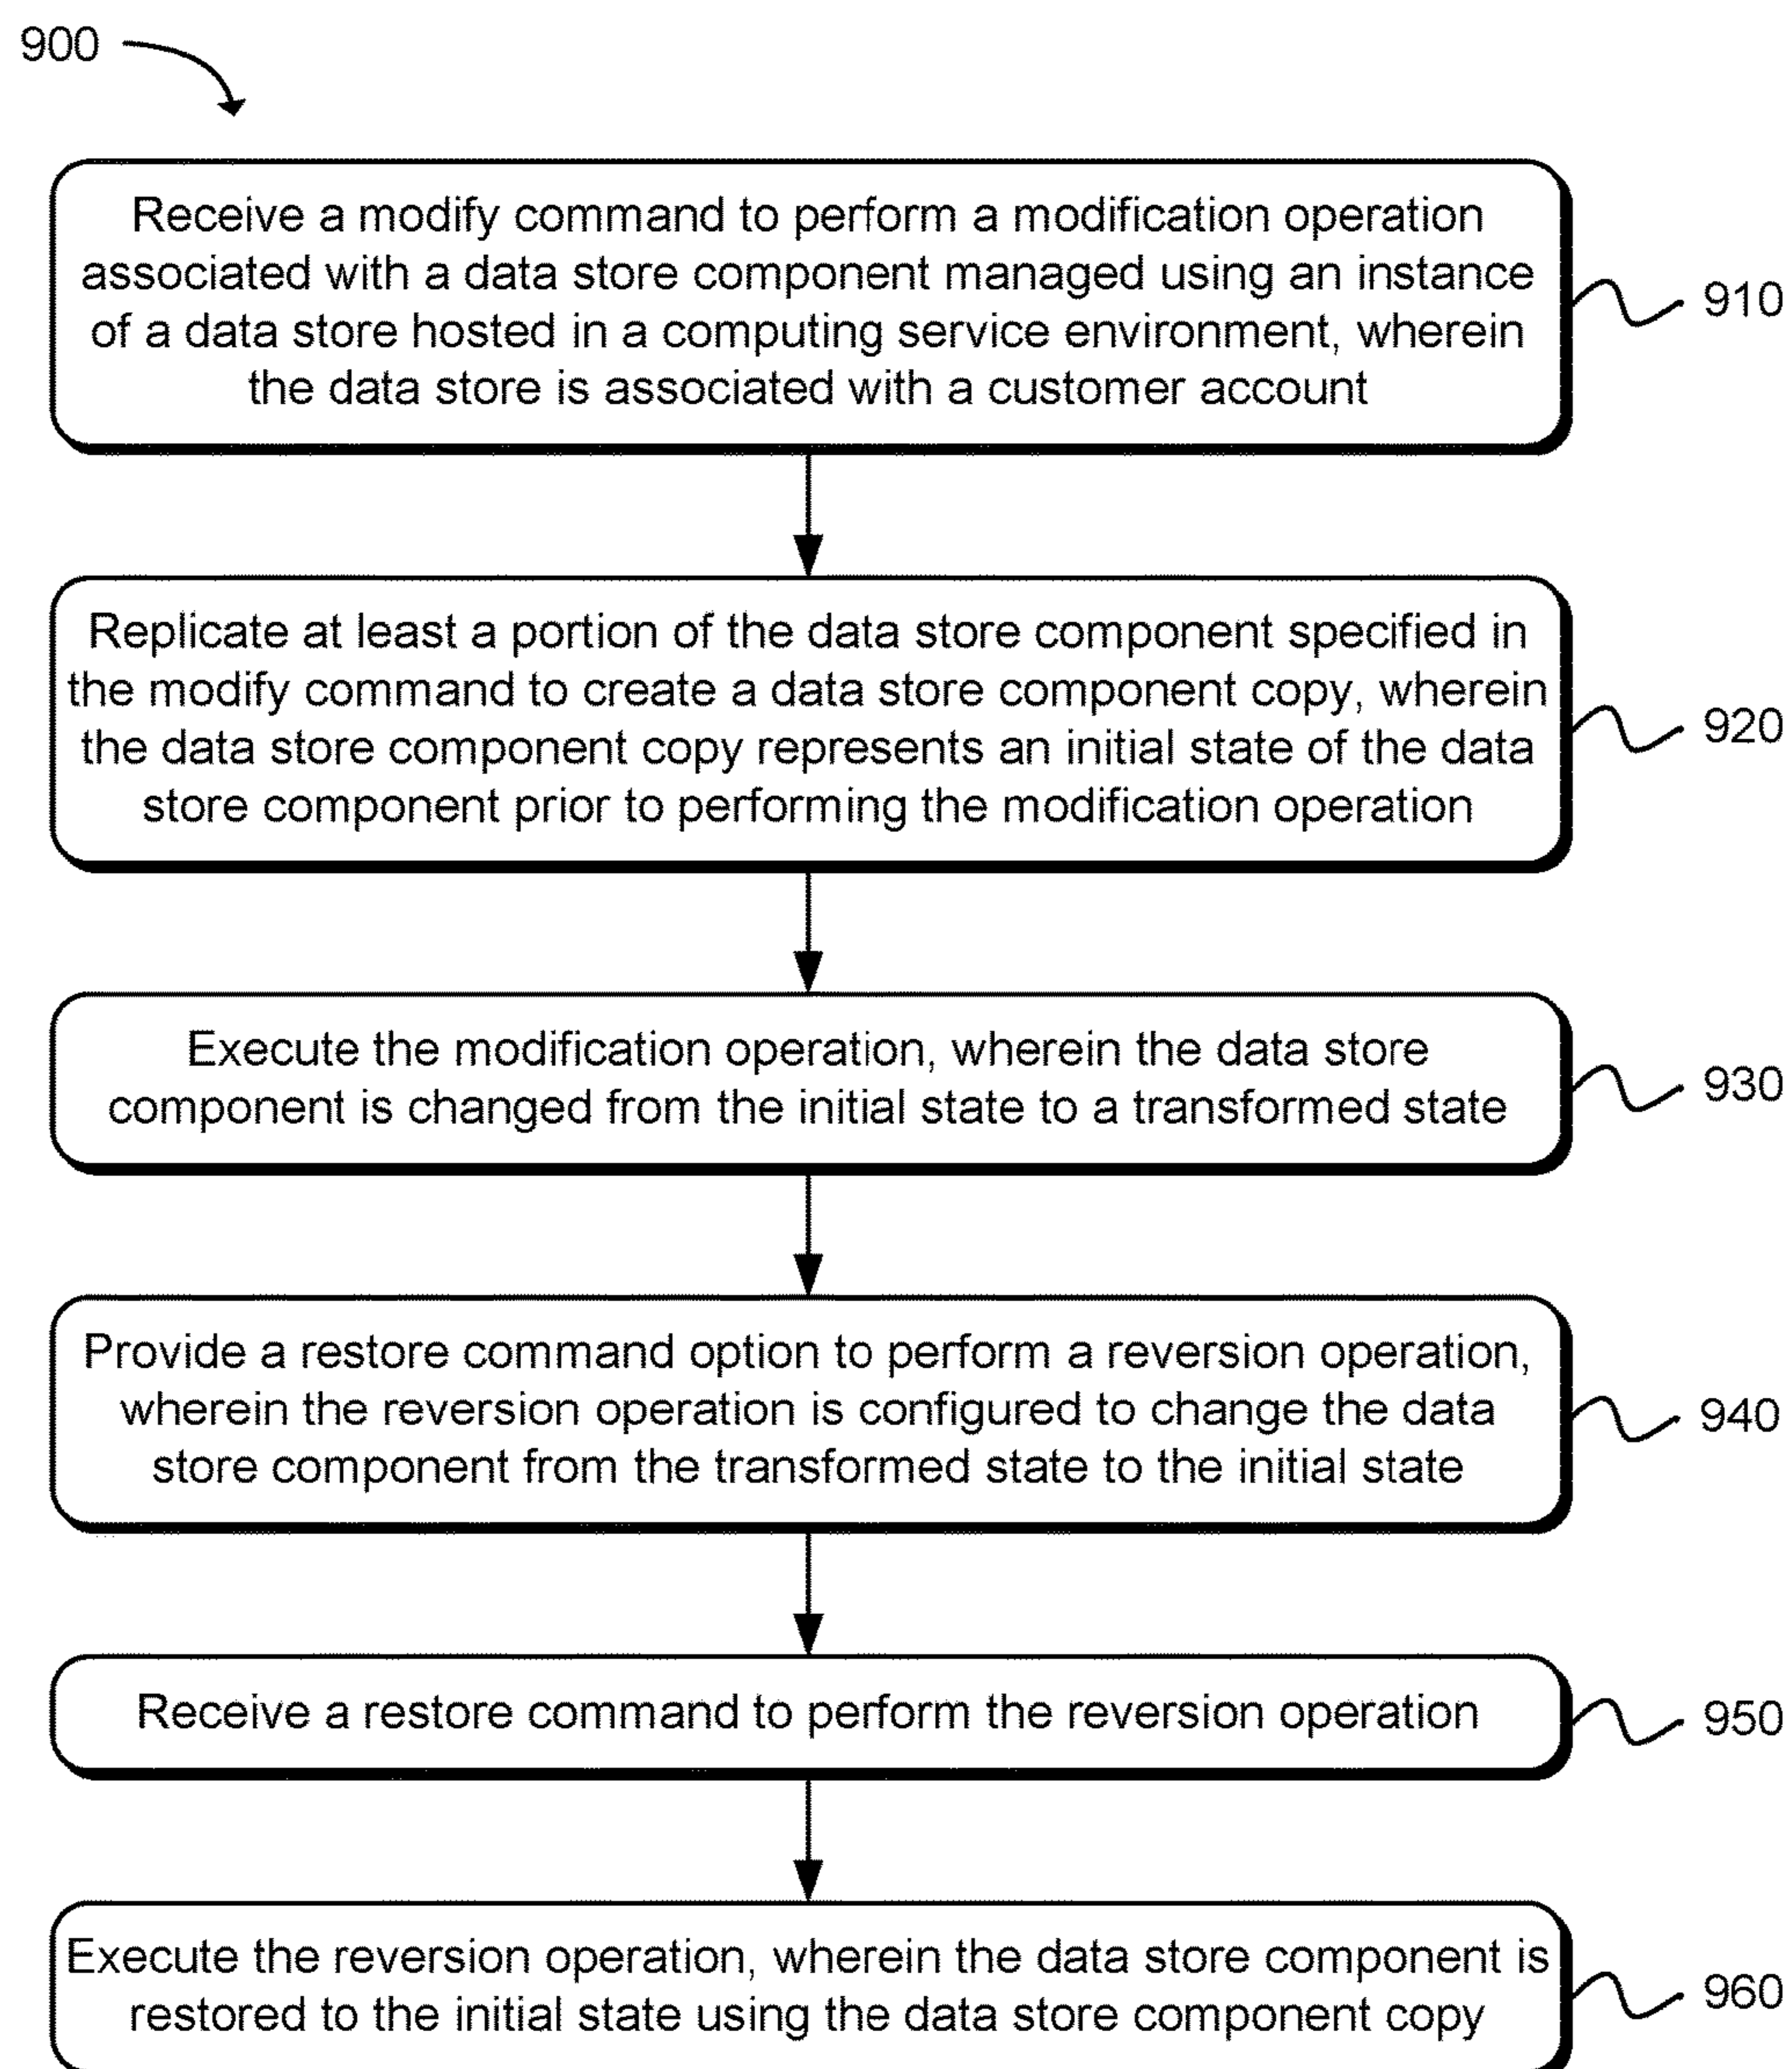 900
Receive a modify command to perform a modification operation
associated with a data store component managed using an instance
of a data store hosted in a computing service environment, wherein
the data store is associated with a customer account
910
Replicate at least a portion of the data store component specified in
the modify command to create a data store component copy, wherein
the data store component copy represents an initial state of the data
store component prior to performing the modification operation
920
Execute the modification operation, wherein the data store
component is changed from the initial state to a transformed state
930
Provide a restore command option to perform a reversion operation,
wherein the reversion operation is configured to change the data
store component from the transformed state to the initial state
940
Receive a restore command to perform the reversion operation
950
Execute the reversion operation, wherein the data store component is
restored to the initial state using the data store component copy
960